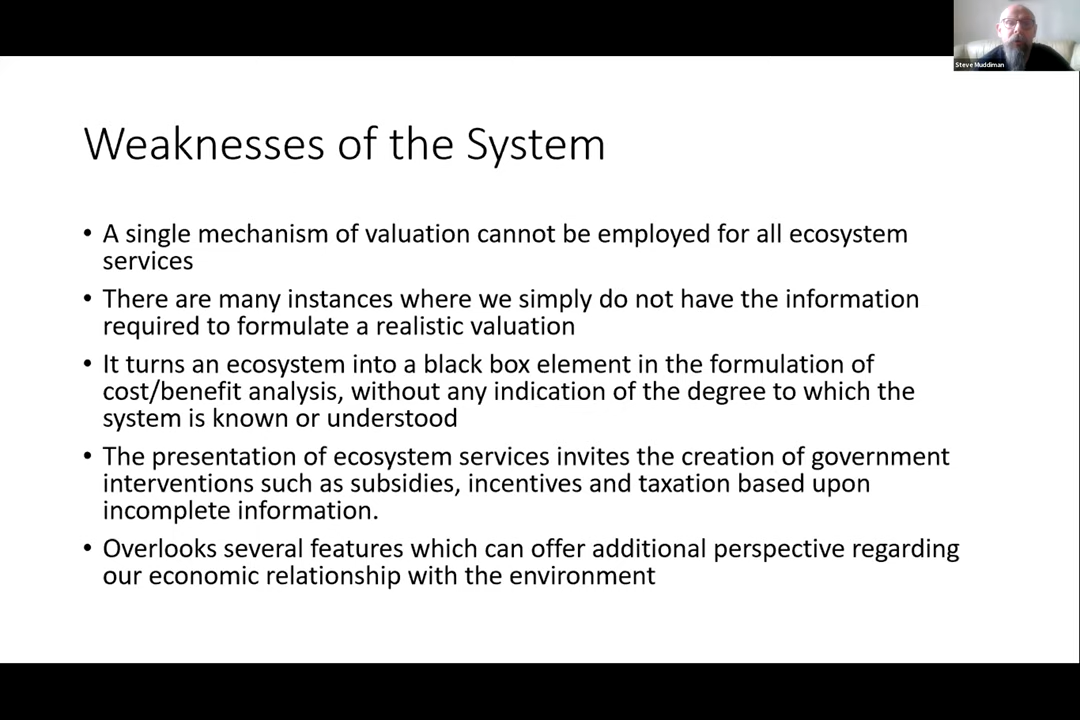 Steve Muddiman
Weaknesses of the System
• A single mechanism of valuation cannot be employed for all ecosystem
services
• There are many instances where we simply do not have the information
required to formulate a realistic valuation
• It turns an ecosystem into a black box element in the formulation of
cost/benefit analysis, without any indication of the degree to which the
system is known or understood
• The presentation of ecosystem services invites the creation of government
interventions such as subsidies, incentives and taxation based upon
incomplete information.
• Overlooks several features which can offer additional perspective regarding
our economic relationship with the environment